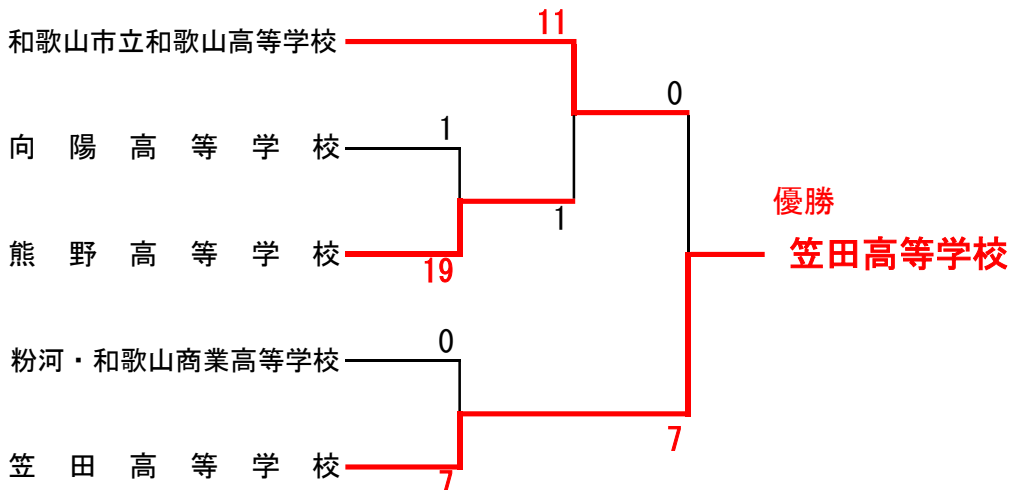 11
和歌山市立和歌山高等学校
0
1
向陽高等学校
優勝
1
笠田高等学校
熊野高等学校
19
0
粉河・和歌山商業高等学校
7
笠田高等学校
7